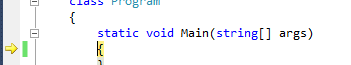 class Program
{
static void Main(string[] args)
{
}